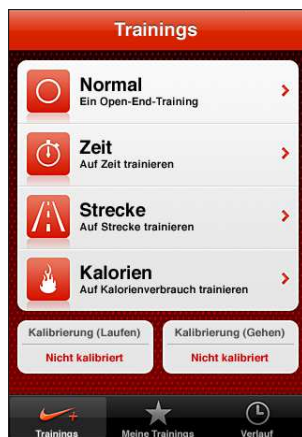 Trainings
Normal
Ein Open-End-Training
Zeit
Auf Zeit trainieren
Strecke
Auf Strecke trainieren
Kalorien
Auf Kalorienverbrauch trainieren
Kalibrierung (Laufen)
Nicht kalibriert
Kalibrierung (Gehen)
Nicht kalibriert
Trainings
Meine Trainings
Verlauf